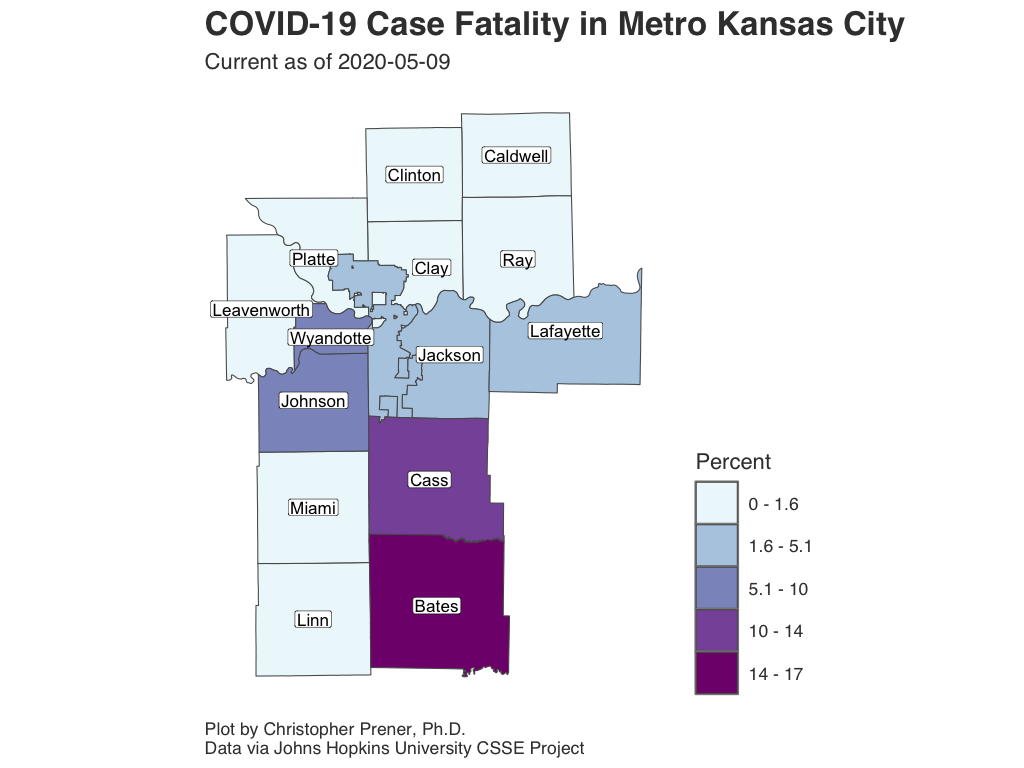 COVID-19 Case Fatality in Metro Kansas City
Current as of 2020-05-09
Caldwell
Clinton
Platte
Clay
Ray
Leavenworth
Wyandotte
Lafayette
Jackson
Johnson
Cass
Miami
Bates
Linn
Percent
0 - 1.6
1.6 - 5.1
5.1 - 10
10 - 14
14 - 17
Plot by Christopher Prener, Ph.D.
Data via Johns Hopkins University CSSE Project